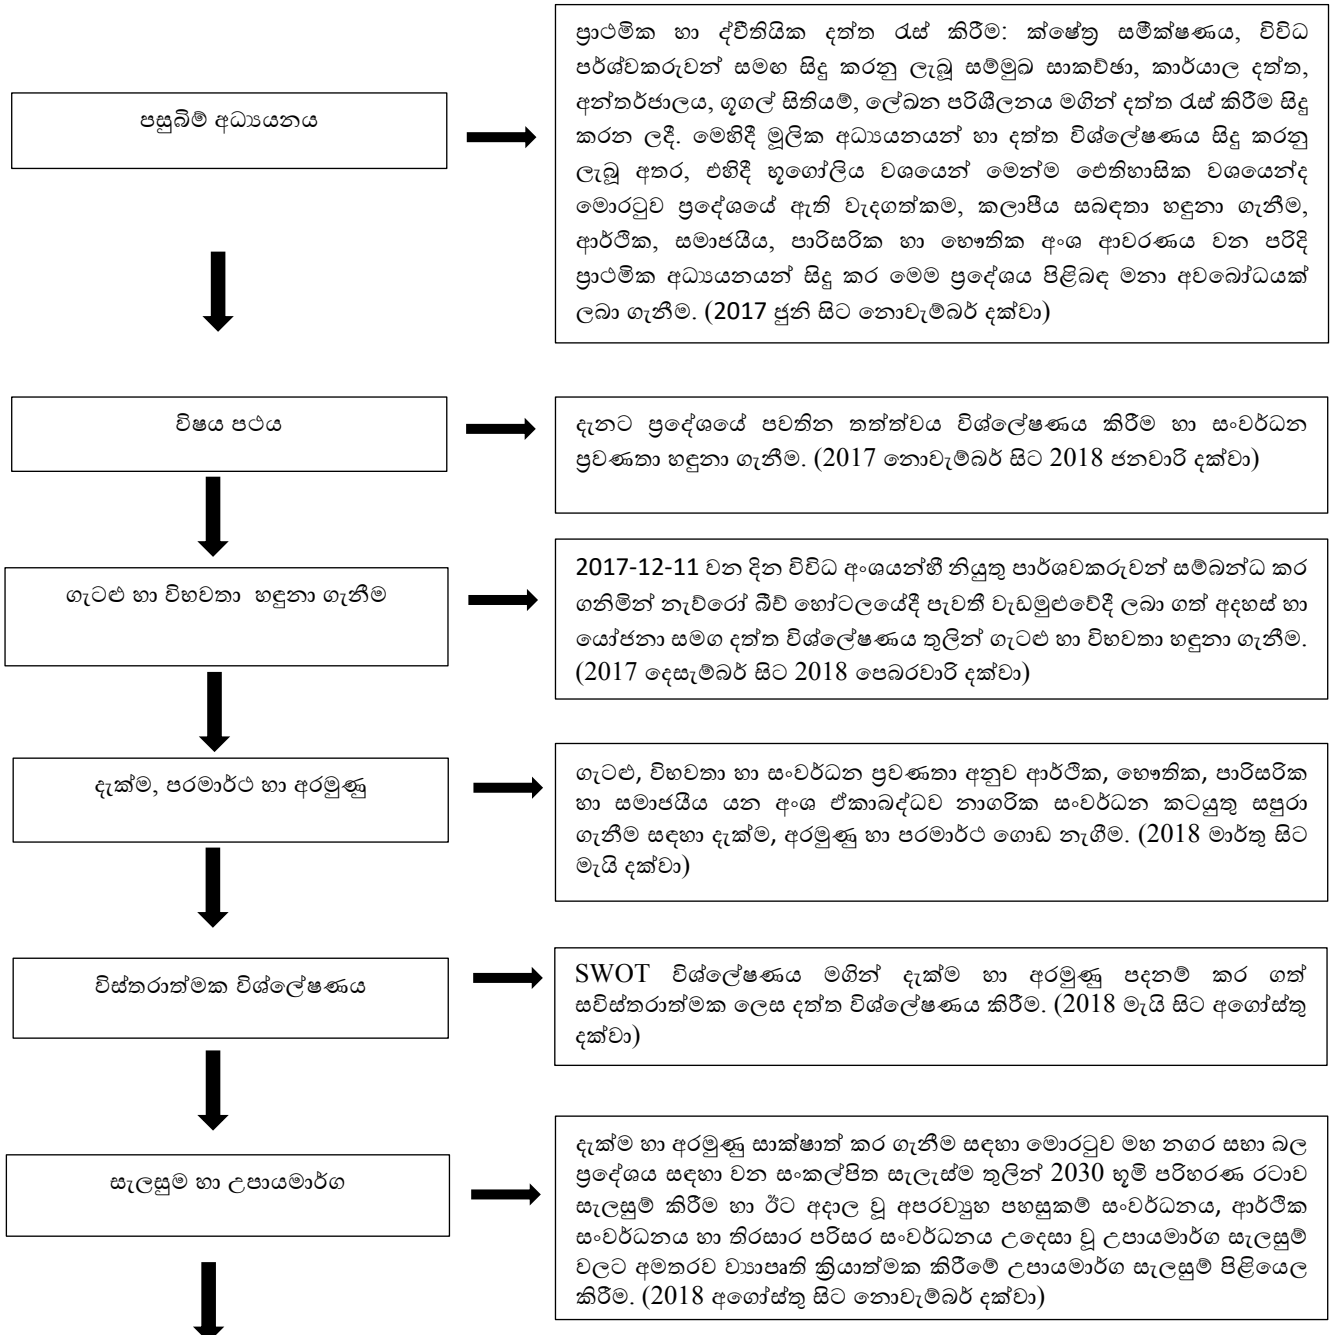 පසුබිම් අධ්‍යයනය
ප්‍රාථමික හා ද්වීතියික දත්ත රැස් කිරීම: ක්ෂේත්‍ර සමීක්ෂණය, විවිධ
පර්ශ්වකරුවන් සමඟ සිදු කරනු ලැබූ සම්මුඛ සාකච්ඡා, කාර්යාල දත්ත,
අන්තර්ජාලය, ගූගල් සිතියම්, ලේඛන පරිශීලනය මගින් දත්ත රැස් කිරීම සිදු
කරන ලදී. මෙහිදී මූලික අධ්‍යයනයන් හා දත්ත විශ්ලේෂණය සිදු කරනු
ලැබූ අතර, එහිදී භූගෝලිය වශයෙන් මෙන්ම ඓතිහාසික වශයෙන්ද
මොරටුව ප්‍රදේශයේ ඇති වැදගත්කම, කලාපීය සබඳතා හඳුනා ගැනීම,
ආර්ථික, සමාජයීය, පාරිසරික හා භෞතික අංශ ආවරණය වන පරිදි
ප්‍රාථමික අධ්‍යයනයන් සිදු කර මෙම ප්‍රදේශය පිළිබඳ මනා අවබෝධයක්
ලබා ගැනීම. (2017 ජුනි සිට නොවැම්බර් දක්වා)
විෂය පථය
දැනට ප්‍රදේශයේ පවතින තත්ත්වය විශ්ලේෂණය කිරීම හා සංවර්ධන
ප්‍රවණතා හඳුනා ගැනීම. (2017 නොවැම්බර් සිට 2018 ජනවාරි දක්වා)
ගැටළු හා විභවතා හඳුනා ගැනීම
2017-12-11 වන දින විවිධ අංශයන්හී නියුතු පාර්ශවකරුවන් සම්බන්ධ කර
ගනිමින් නැව්රෝ බීච් හෝටලයේදී පැවතී වැඩමුළුවේදී ලබා ගත් අදහස් හා
යෝජනා සමග දත්ත විශ්ලේෂණය තුලින් ගැටළු හා විභවතා හඳුනා ගැනීම.
(2017 දෙසැම්බර් සිට 2018 පෙබරවාරි දක්වා)
දැක්ම, පරමාර්ථ හා අරමුණු
ගැටළු, විභවතා හා සංවර්ධන ප්‍රවණතා අනුව ආර්ථික, භෞතික, පාරිසරික
හා සමාජයීය යන අංශ ඒකාබද්ධව නාගරික සංවර්ධන කටයුතු සපුරා
ගැනීම සඳහා දැක්ම, අරමුණු හා පරමාර්ථ ගොඩ නැගීම. (2018 මාර්තු සිට
මැයි දක්වා)
විස්තරාත්මක විශ්ලේෂණය
SWOT විශ්ලේෂණය මගින් දැක්ම හා අරමුණු පදනම් කර ගත්
සවිස්තරාත්මක ලෙස දත්ත විශ්ලේෂණය කිරීම. (2018 මැයි සිට අගෝස්තු
දක්වා)
සැලසුම හා උපායමාර්ග
දැක්ම හා අරමුණු සාක්ෂාත් කර ගැනීම සඳහා මොරටුව මහ නගර සභා බල
ප්‍රදේශය සඳහා වන සංකල්පිත සැලැස්ම තුලින් 2030 භූමි පරිහරණ රටාව
සැලසුම් කිරීම හා ඊට අදාල වූ අපරව්‍යුහ පහසුකම් සංවර්ධනය, ආර්ථික
සංවර්ධනය හා තිරසාර පරිසර සංවර්ධනය උදෙසා වූ උපායමාර්ග සැලසුම්
වලට අමතරව ව්‍යාපෘති ක්‍රියාත්මක කිරීමේ උපායමාර්ග සැලසුම් පිළියෙල
කිරීම. (2018 අගෝස්තු සිට නොවැම්බර් දක්වා)